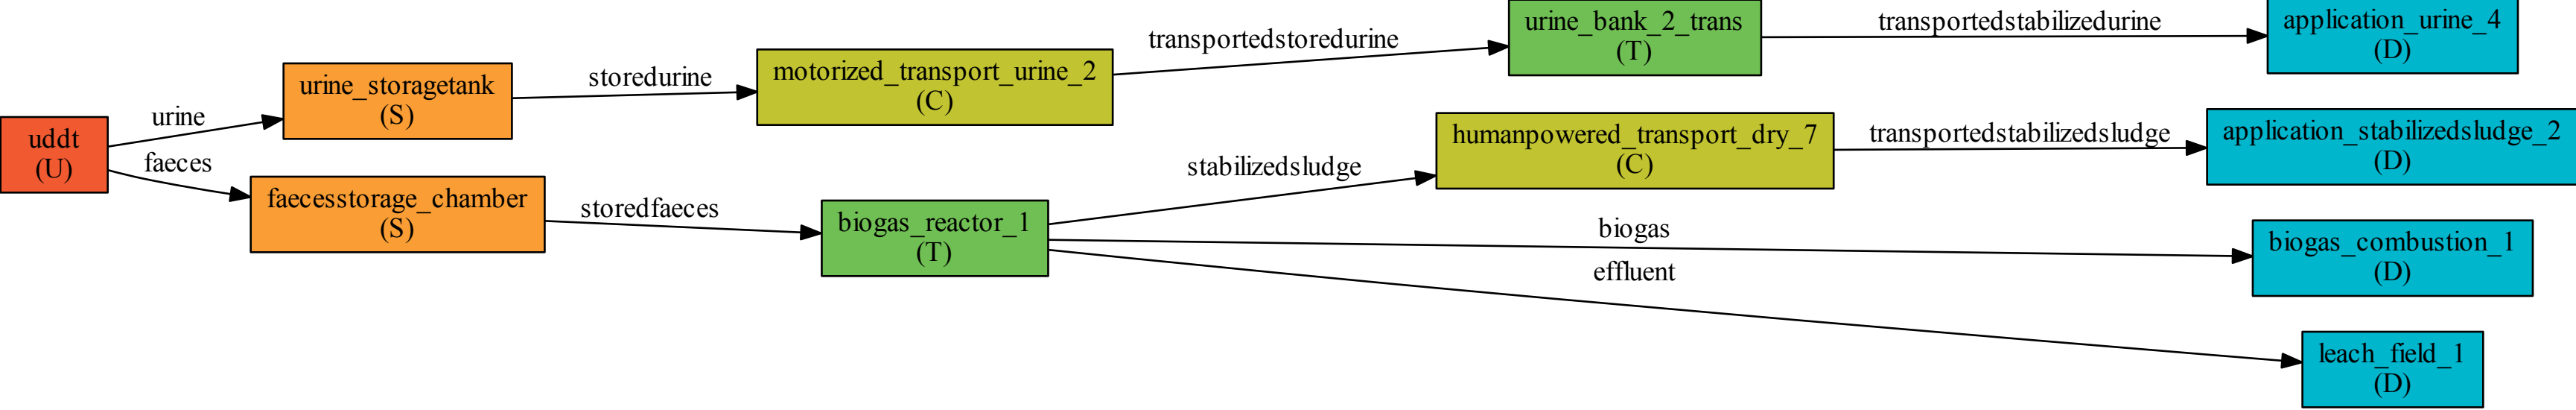 uddt
(U)
urine
faeces
urine_storagetank
(S)
faecesstorage_chamber
(S)
storedurine
storedfaeces
motorized_transport_urine_2
(C)
biogas_reactor_1
(T)
transportedstoredurine
stabilizedsludge
urine_bank_2_trans
(T)
humanpowered_transport_dry_7
(C)
biogas
effluent
transportedstabilizedurine
transportedstabilizedsludge
application_urine_4
(D)
application_stabilizedsludge_2
(D)
biogas_combustion_1
(D)
leach_field_1
(D)